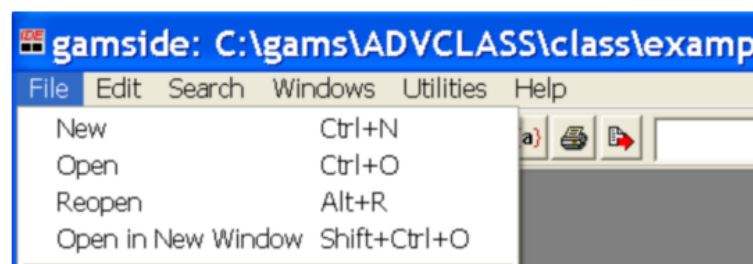 IDE gamside: C:\gams\ADVCLASS\class\examp
File Edit Search Windows Utilities Help
New Ctrl+N
a}
Open Ctrl+O
Reopen Alt+R
Open in New Window Shift+Ctrl+O